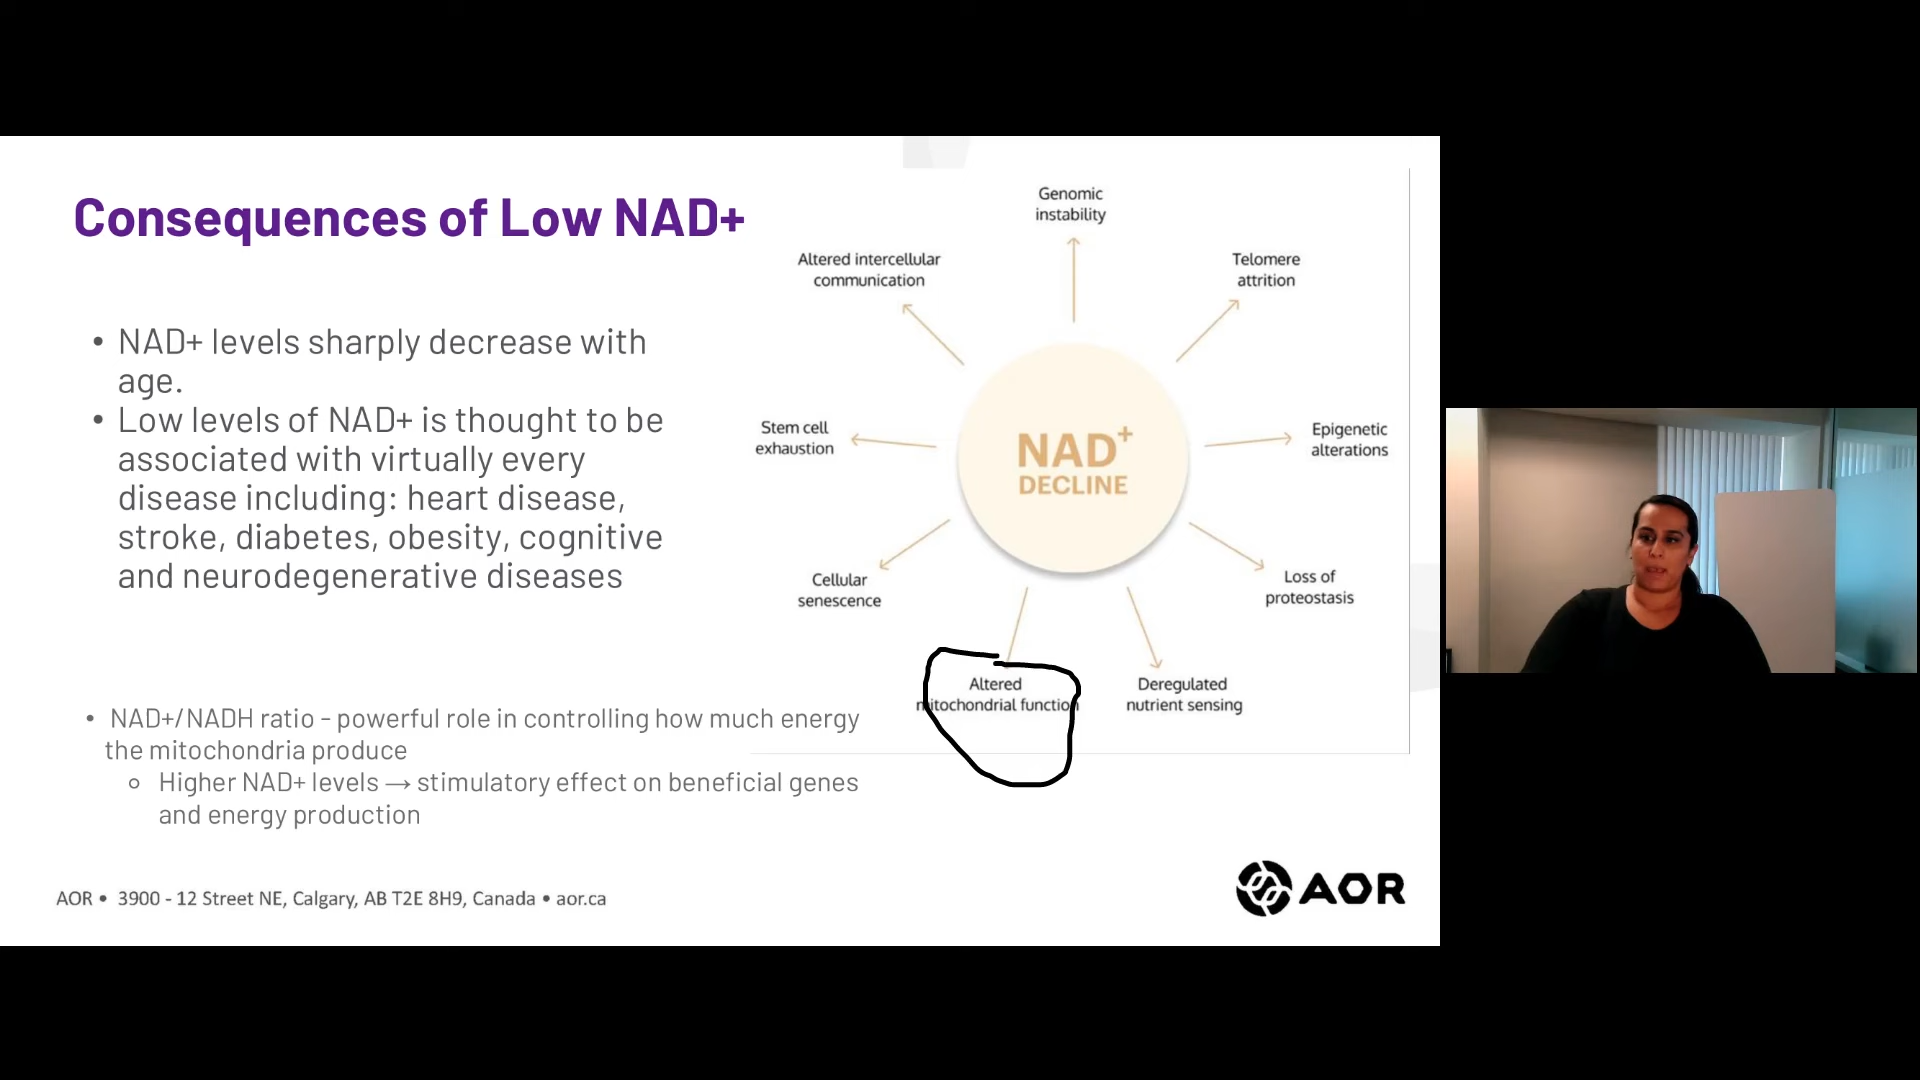 Consequences of Low NAD+
• NAD+ levels sharply decrease with
age.
• Low levels of NAD+ is thought to be
associated with virtually every
disease including: heart disease,
stroke, diabetes, obesity, cognitive
and neurodegenerative diseases
• NAD+/NADH ratio - powerful role in controlling how much energy
the mitochondria produce
○ Higher NAD+ levels → stimulatory effect on beneficial genes
and energy production
Genomic
instability
Telomere
attrition
Epigenetic
alterations
Loss of
proteostasis
Deregulated
nutrient sensing
Altered
mitochondrial function
Cellular
senescence
Stem cell
exhaustion
Altered intercellular
communication
NAD+
DECLINE
AOR • 3900 - 12 Street NE, Calgary, AB T2E 8H9, Canada • aor.ca
AOR